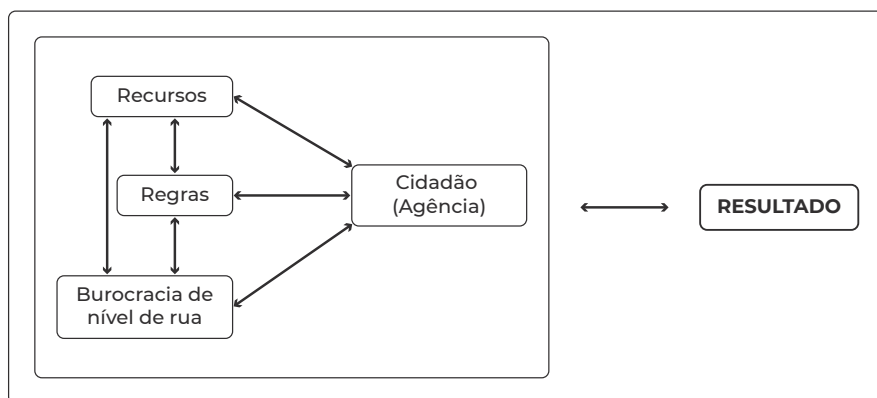 Recursos
Regras
Burocracia de
nível de rua
Cidadão
(Agência)
RESULTADO